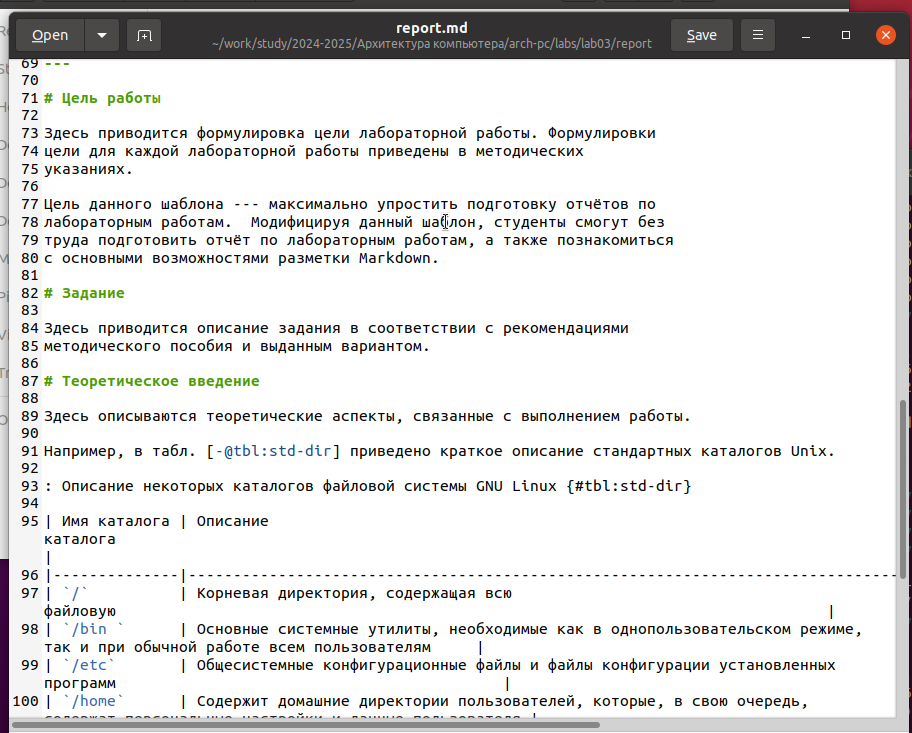 Open
report.md
~/work/study/2024-2025/Архитектура компьютера/arch-pc/labs/lab03/report
Save
69 ---
70
71 # Цель работы
72
73 Здесь приводится формулировка цели лабораторной работы. Формулировки
74 цели для каждой лабораторной работы приведены в методических
75 указаниях.
76
77 Цель данного шаблона --- максимально упростить подготовку отчётов по
78 лабораторным работам.  Модифицируя данный шаблон, студенты смогут без
79 труда подготовить отчёт по лабораторным работам, а также познакомиться
80 с основными возможностями разметки Markdown.
81
82 # Задание
83
84 Здесь приводится описание задания в соответствии с рекомендациями
85 методического пособия и выданным вариантом.
86
87 # Теоретическое введение
88
89 Здесь описываются теоретические аспекты, связанные с выполнением работы.
90
91 Например, в табл. [-@tbl:std-dir] приведено краткое описание стандартных каталогов Unix.
92
93 : Описание некоторых каталогов файловой системы GNU Linux {#tbl:std-dir}
94
95 | Имя каталога | Описание
каталога
|
96 |--------------|-------------------------------------------------------------------------------
97 | `/`          | Корневая директория, содержащая всю
файловую |
98 | `/bin `      | Основные системные утилиты, необходимые как в однопользовательском режиме,
так и при обычной работе всем пользователям |
99 | `/etc`       | Общесистемные конфигурационные файлы и файлы конфигурации установленных
программ |
100 | `/home`      | Содержит домашние директории пользователей, которые, в свою очередь,
содержат персональные настройки и данные пользователя |